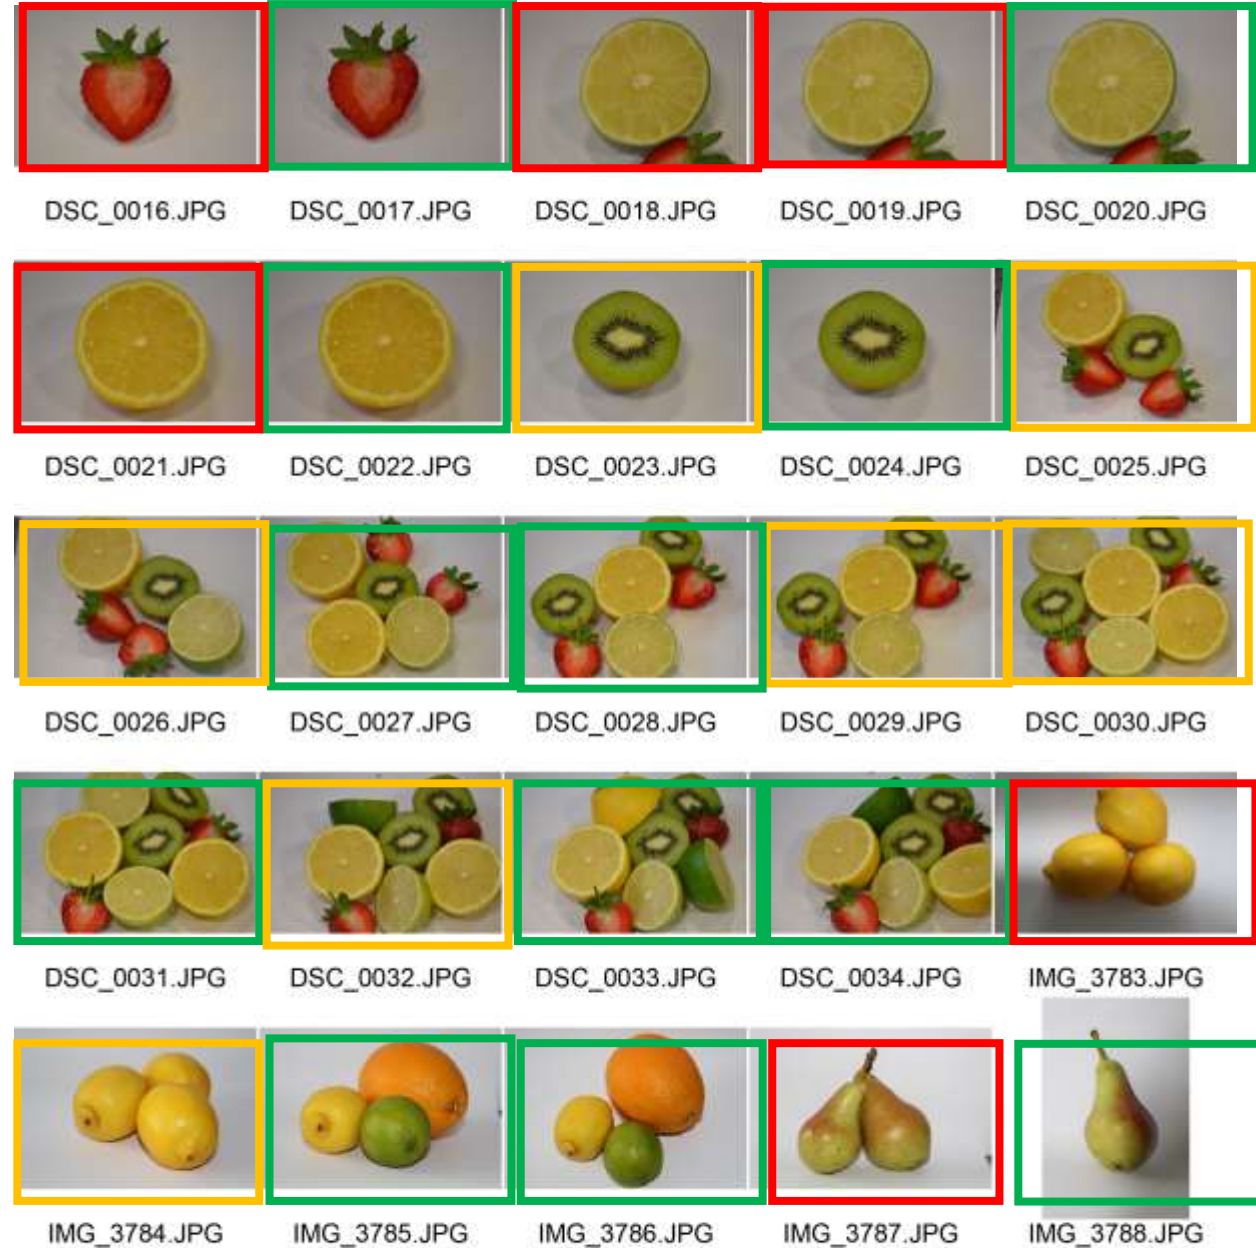 DSC_0016.JPG DSC_0017.JPG DSC_0018.JPG DSC_0019.JPG DSC_0020.JPG
DSC_0021.JPG DSC_0022.JPG DSC_0023.JPG DSC_0024.JPG DSC_0025.JPG
DSC_0026.JPG DSC_0027.JPG DSC_0028.JPG DSC_0029.JPG DSC_0030.JPG
DSC_0031.JPG DSC_0032.JPG DSC_0033.JPG DSC_0034.JPG IMG_3783.JPG
IMG_3784.JPG IMG_3785.JPG IMG_3786.JPG IMG_3787.JPG IMG_3788.JPG